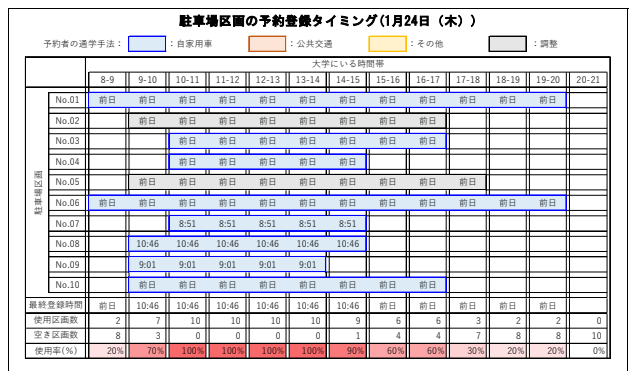 駐車場区画の予約登録タイミング(1月24日（木）)
予約者の通学手法： ：自家用車 ：公共交通 ：その他 ：調整
大学にいる時間帯
8-9 9-10 10-11 11-12 12-13 13-14 14-15 15-16 16-17 17-18 18-19 19-20 20-21
駐車場区画
No.01 前日 前日 前日 前日 前日 前日 前日 前日 前日 前日 前日 前日
No.02 前日 前日 前日 前日 前日 前日 前日 前日
No.03 前日 前日 前日 前日 前日 前日 前日
No.04 前日 前日 前日 前日 前日
No.05 前日 前日 前日 前日 前日 前日 前日 前日 前日
No.06 前日 前日 前日 前日 前日 前日 前日 前日 前日 前日 前日 前日
No.07 8:51 8:51 8:51 8:51 8:51
No.08 10:46 10:46 10:46 10:46 10:46 10:46
No.09 9:01 9:01 9:01 9:01 9:01
No.10 前日 前日 前日 前日 前日 前日 前日 前日
最終登録時間 前日 10:46 10:46 10:46 10:46 10:46 10:46 前日 前日 前日 前日 前日
使用区画数 2 7 10 10 10 10 9 6 6 3 2 2 0
空き区画数 8 3 0 0 0 0 1 4 4 7 8 8 10
使用率(%) 20% 70% 100% 100% 100% 100% 90% 60% 60% 30% 20% 20% 0%